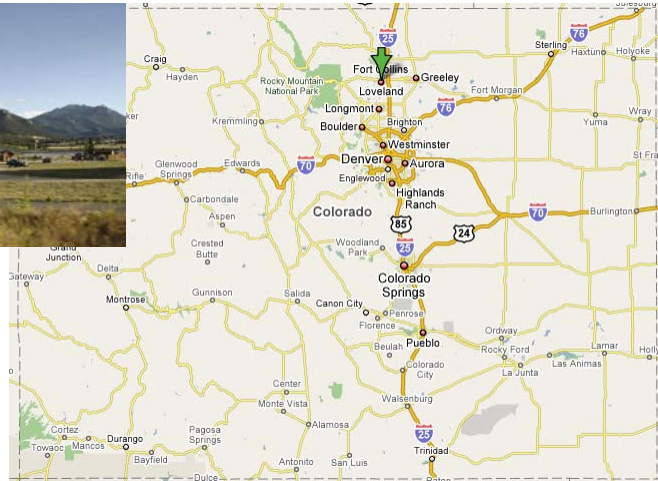 Julesburg
25
76
Sterling
Haxtun
Holyoke
Craig
Hayden
Fort Collins
Greeley
Rocky Mountain
National Park
Loveland
Fort Morgan
Longmont
76
Wray
ker
Kremmling
Boulder
Brighton
Yuma
Westminster
Denver
Aurora
St Fra
Glenwood
Springs
Edwards
70
Englewood
Rifle
Highlands
Ranch
Carbondale
Colorado
70
Burlington
Aspen
85
24
Crested
Butte
Woodland
Park
25
Grand
Junction
Delta
Gateway
Colorado
Springs
Montrose
Gunnison
Salida
Canon City
Penrose
Florence
Ordway
Pueblo
Rocky Ford
Lamar
Holly
Beulah
Las Animas
Colorado
City
La Junta
Center
Walsenburg
Monte Vista
Alamosa
25
Cortez
Pagosa
Springs
Towaoc
Mancos
Durango
Trinidad
Bayfield
Antonito
San Luis
Dulce
Raton